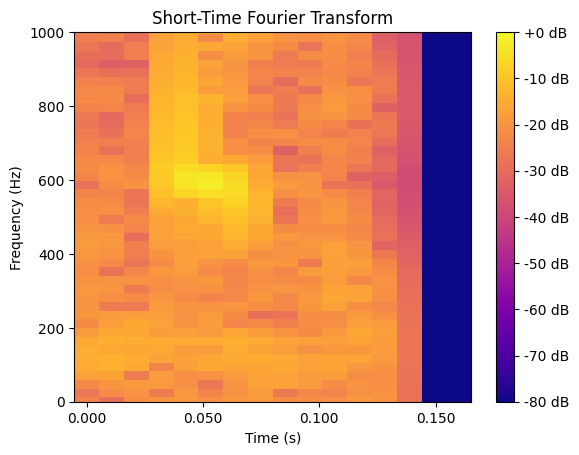 Short-Time Fourier Transform
1000
800
600
400
200
0
Frequency (Hz)
0.000
0.050
0.100
0.150
Time (s)
+0 dB
-10 dB
-20 dB
-30 dB
-40 dB
-50 dB
-60 dB
-70 dB
-80 dB